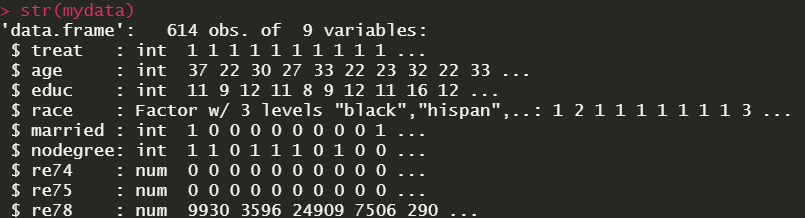 > str(mydata)
'data.frame':   614 obs. of  9 variables:
 $ treat   : int  1 1 1 1 1 1 1 1 1 1 ...
 $ age     : int  37 22 30 27 33 22 23 32 22 33 ...
 $ educ    : int  11 9 12 11 8 9 12 11 16 12 ...
 $ race    : Factor w/ 3 levels "black","hispan",..: 1 2 1 1 1 1 1 1 1 3 ...
 $ married : int  1 0 0 0 0 0 0 0 0 1 ...
 $ nodegree: int  1 1 0 1 1 1 0 1 0 0 ...
 $ re74    : num  0 0 0 0 0 0 0 0 0 0 ...
 $ re75    : num  0 0 0 0 0 0 0 0 0 0 ...
 $ re78    : num  9930 3596 24909 7506 290 ...